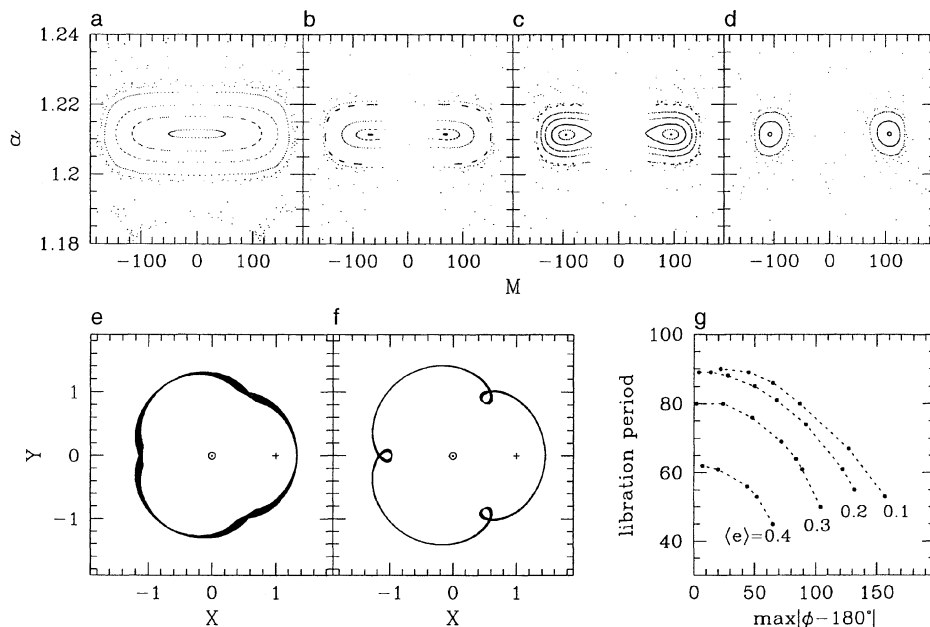 a b c d
1.24
1.22
1.2
1.18
α
−100 0 100 −100 0 100 −100 0 100 −100 0 100
M
e f g
1
0
−1
Y
−1 0 1 −1 0 1
X X
100
80
60
40
libration period
⟨e⟩=0.4 0.3 0.2 0.1
0 50 100 150
max|ϕ−180°|